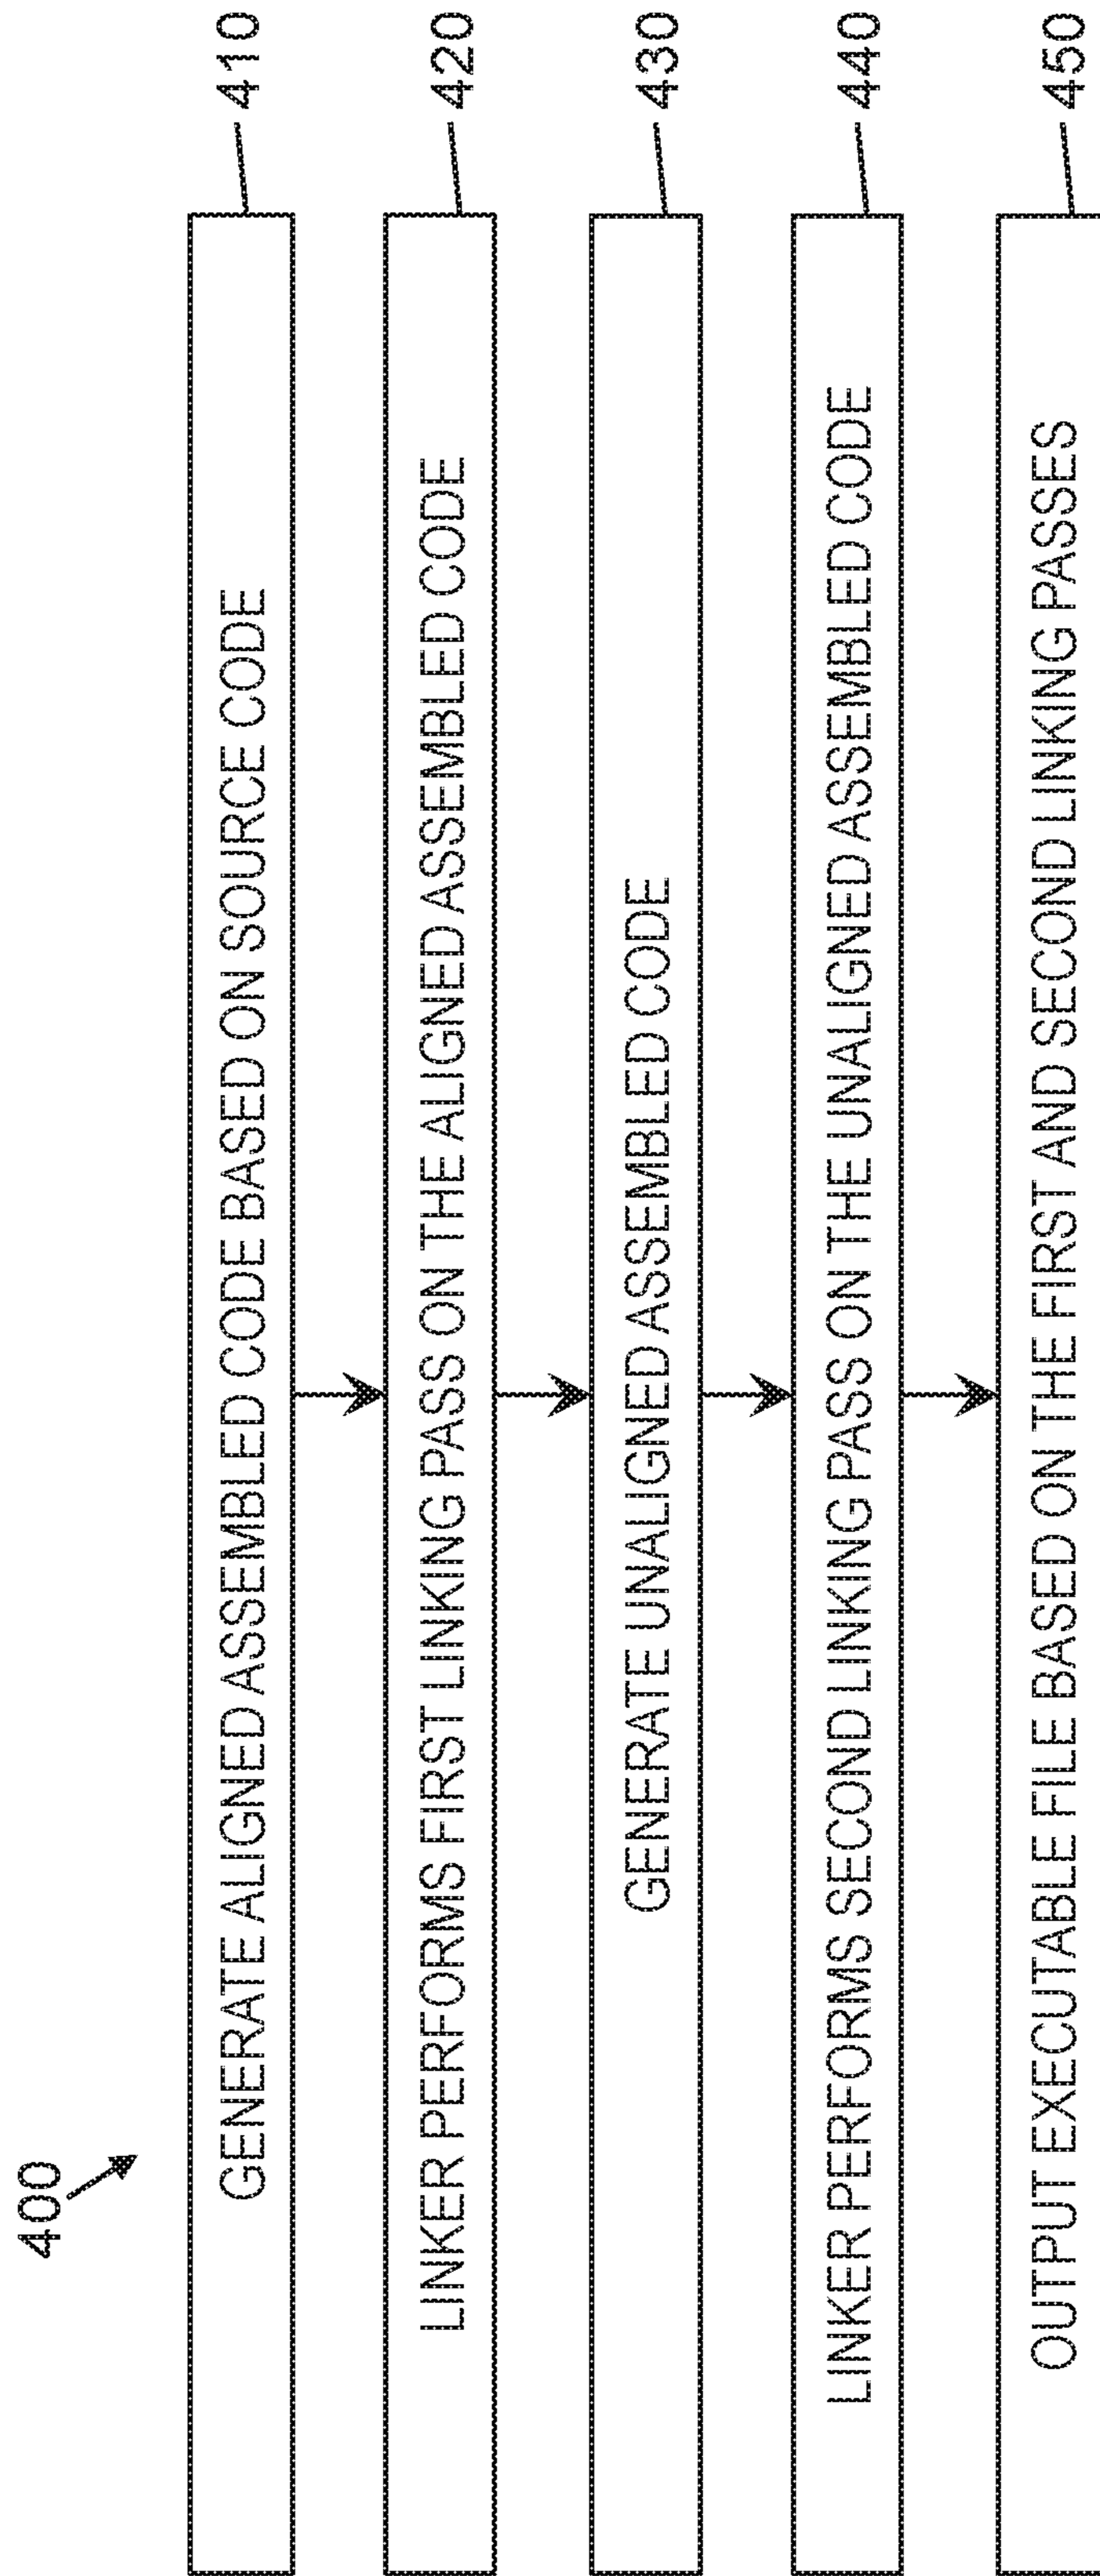 400
GENERATE ALIGNED ASSEMBLED CODE BASED ON SOURCE CODE
410
LINKER PERFORMS FIRST LINKING PASS ON THE ALIGNED ASSEMBLED CODE
420
GENERATE UNALIGNED ASSEMBLED CODE
430
LINKER PERFORMS SECOND LINKING PASS ON THE UNALIGNED ASSEMBLED CODE
440
OUTPUT EXECUTABLE FILE BASED ON THE FIRST AND SECOND LINKING PASSES
450